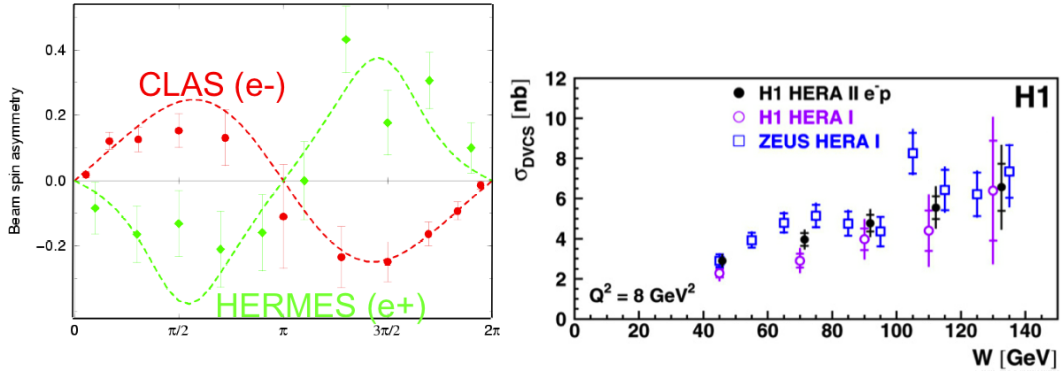 Beam spin asymmetry
0.4
0.2
0.0
−0.2
CLAS (e-)
HERMES (e+)
0
π/2
π
3π/2
2π
σDVCS [nb]
12
10
8
6
4
2
0
H1 HERA II e⁻p
H1 HERA I
ZEUS HERA I
H1
Q² = 8 GeV²
0 20 40 60 80 100 120 140
W [GeV]